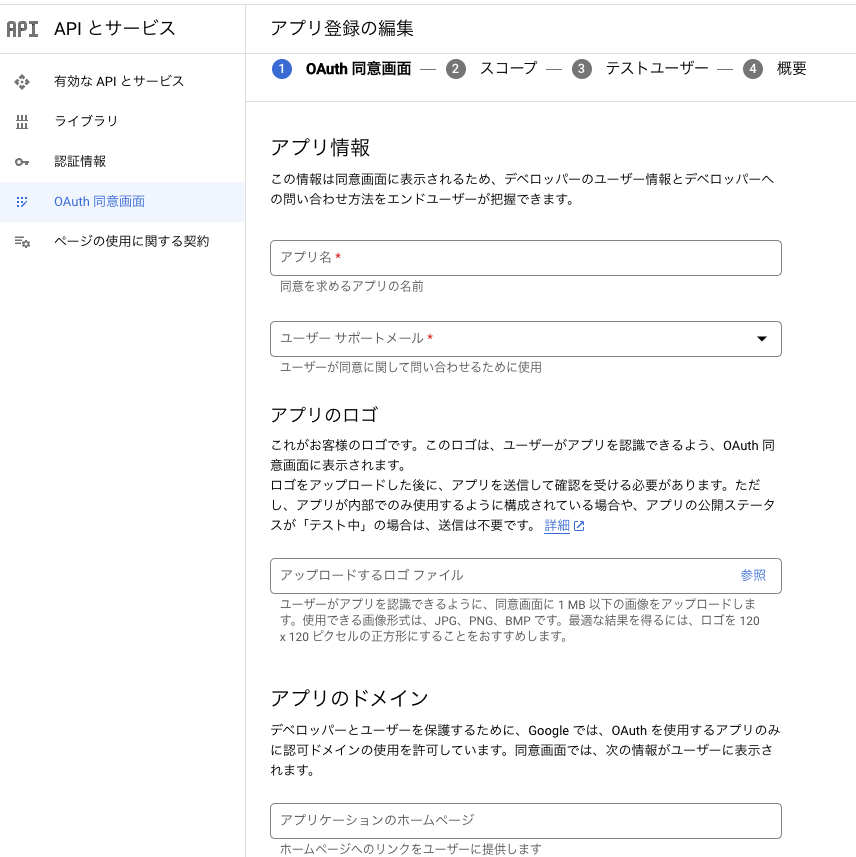 API APIとサービス
アプリ登録の編集
有効な API とサービス
ライブラリ
認証情報
OAuth 同意画面
ページの使用に関する契約
1 OAuth 同意画面 — 2 スコープ — 3 テストユーザー — 4 概要
アプリ情報
この情報は同意画面に表示されるため、デベロッパーのユーザー情報とデベロッパーへ
の問い合わせ方法をエンドユーザーが把握できます。
アプリ名 *
同意を求めるアプリの名前
ユーザー サポートメール *
ユーザーが同意に関して問い合わせるために使用
アプリのロゴ
これがお客様のロゴです。このロゴは、ユーザーがアプリを認識できるよう、OAuth 同
意画面に表示されます。
ロゴをアップロードした後に、アプリを送信して確認を受ける必要があります。ただ
し、アプリが内部でのみ使用するように構成されている場合や、アプリの公開ステータ
スが「テスト中」の場合は、送信は不要です。 詳細
アップロードするロゴ ファイル 参照
ユーザーがアプリを認識できるように、同意画面に 1 MB 以下の画像をアップロードしま
す。使用できる画像形式は、JPG、PNG、BMP です。最適な結果を得るには、ロゴを 120
x 120 ピクセルの正方形にすることをおすすめします。
アプリのドメイン
デベロッパーとユーザーを保護するために、Google では、OAuth を使用するアプリのみ
に認可ドメインの使用を許可しています。同意画面では、次の情報がユーザーに表示さ
れます。
アプリケーションのホームページ
ホームページへのリンクをユーザーに提供します